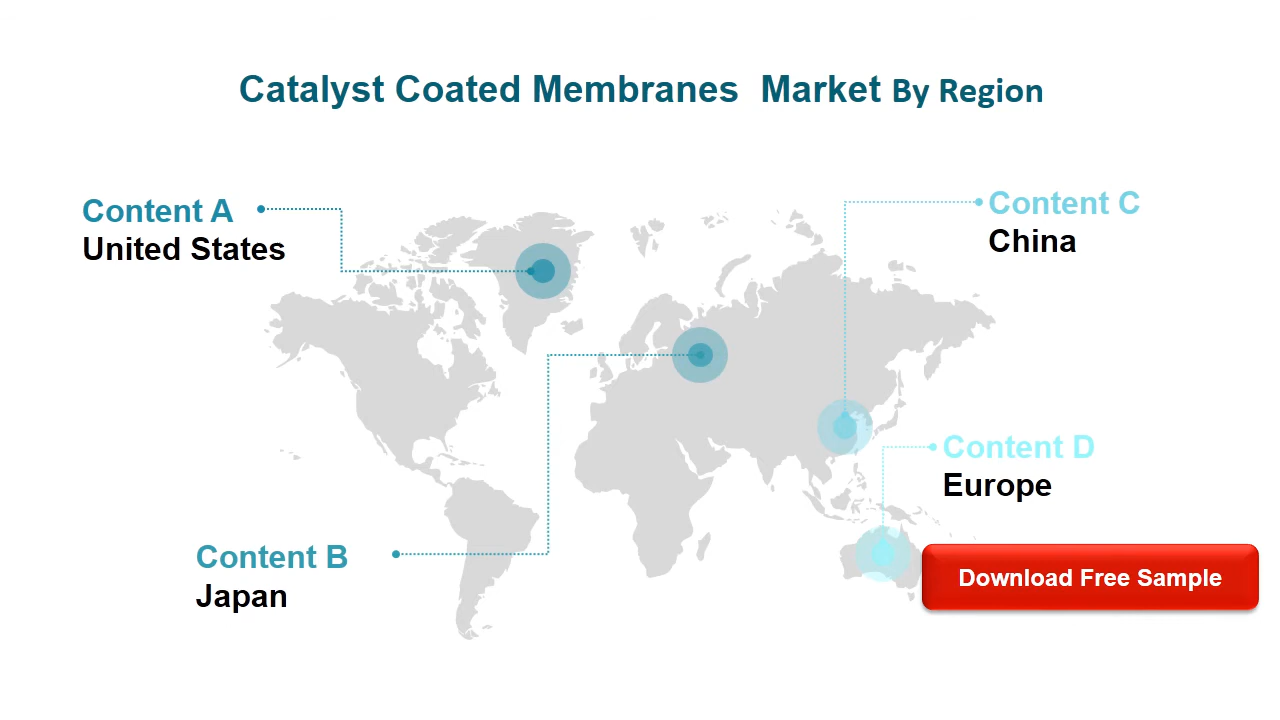 Catalyst Coated Membranes  Market By Region
Content A
United States
Content C
China
Content D
Europe
Content B
Japan
Download Free Sample